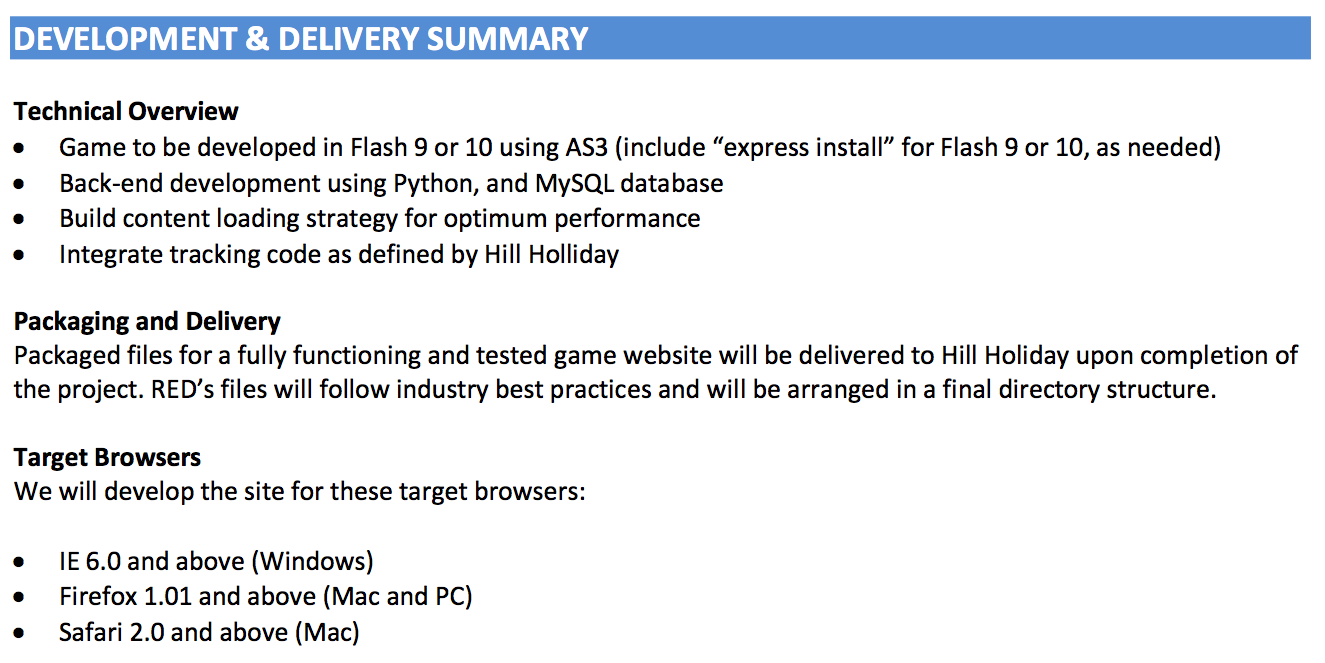 DEVELOPMENT & DELIVERY SUMMARY
Technical Overview
• Game to be developed in Flash 9 or 10 using AS3 (include “express install” for Flash 9 or 10, as needed)
• Back-end development using Python, and MySQL database
• Build content loading strategy for optimum performance
• Integrate tracking code as defined by Hill Holliday
Packaging and Delivery
Packaged files for a fully functioning and tested game website will be delivered to Hill Holiday upon completion of
the project. RED’s files will follow industry best practices and will be arranged in a final directory structure.
Target Browsers
We will develop the site for these target browsers:
• IE 6.0 and above (Windows)
• Firefox 1.01 and above (Mac and PC)
• Safari 2.0 and above (Mac)